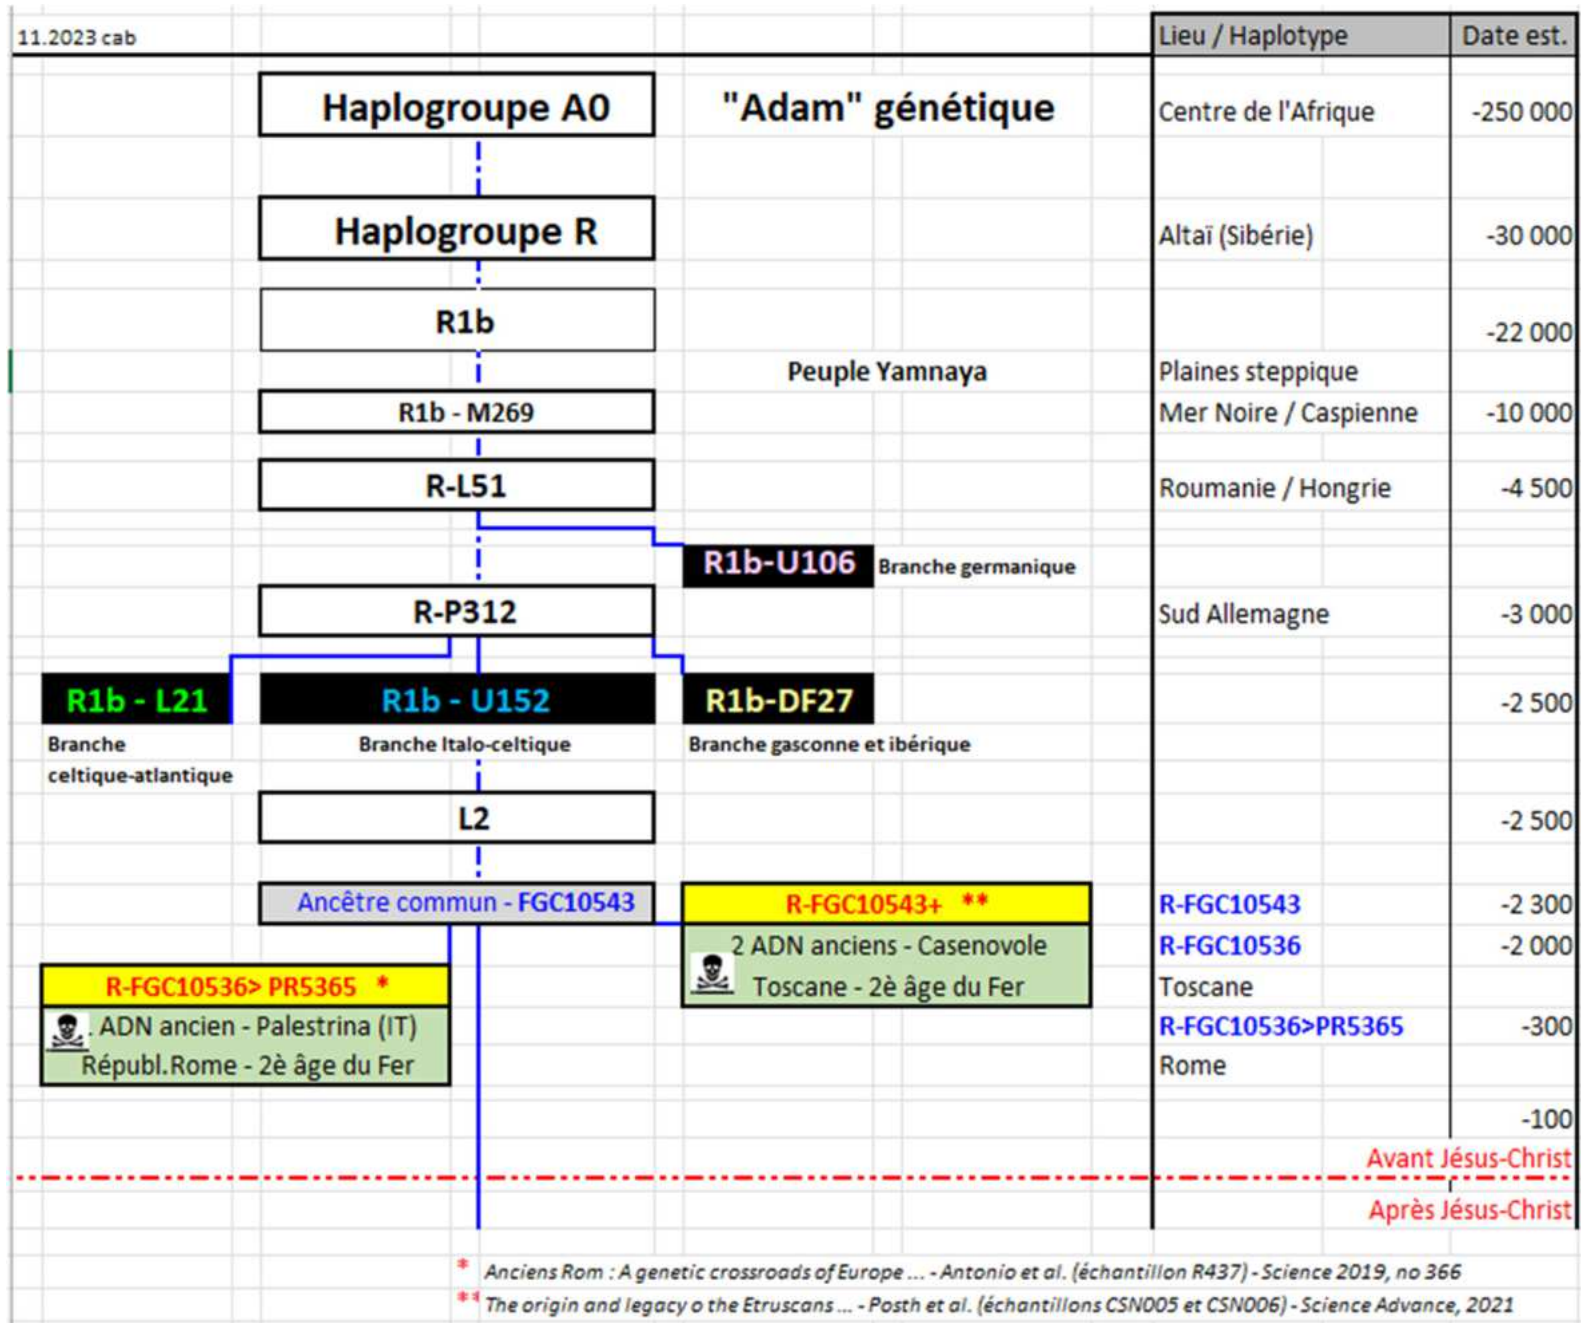 11.2023 cab
Lieu / Haplotype Date est.
Haplogroupe A0 "Adam" génétique Centre de l'Afrique -250 000
Haplogroupe R Altaï (Sibérie) -30 000
R1b -22 000
Peuple Yamnaya Plaines steppique
R1b - M269 Mer Noire / Caspienne -10 000
R-L51 Roumanie / Hongrie -4 500
R1b-U106 Branche germanique
R-P312 Sud Allemagne -3 000
R1b - L21 R1b - U152 R1b-DF27 -2 500
Branche Branche Italo-celtique Branche gasconne et ibérique
celtique-atlantique
L2 -2 500
Ancêtre commun - FGC10543 R-FGC10543+ ** R-FGC10543 -2 300
2 ADN anciens - Casenovole R-FGC10536 -2 000
R-FGC10536> PR5365 * Toscane - 2è âge du Fer Toscane
. ADN ancien - Palestrina (IT) R-FGC10536>PR5365 -300
Républ.Rome - 2è âge du Fer Rome
-100
Avant Jésus-Christ
Après Jésus-Christ
* Anciens Rom : A genetic crossroads of Europe ... - Antonio et al. (échantillon R437) - Science 2019, no 366
** The origin and legacy o the Etruscans ... - Posth et al. (échantillons CSN005 et CSN006) - Science Advance, 2021